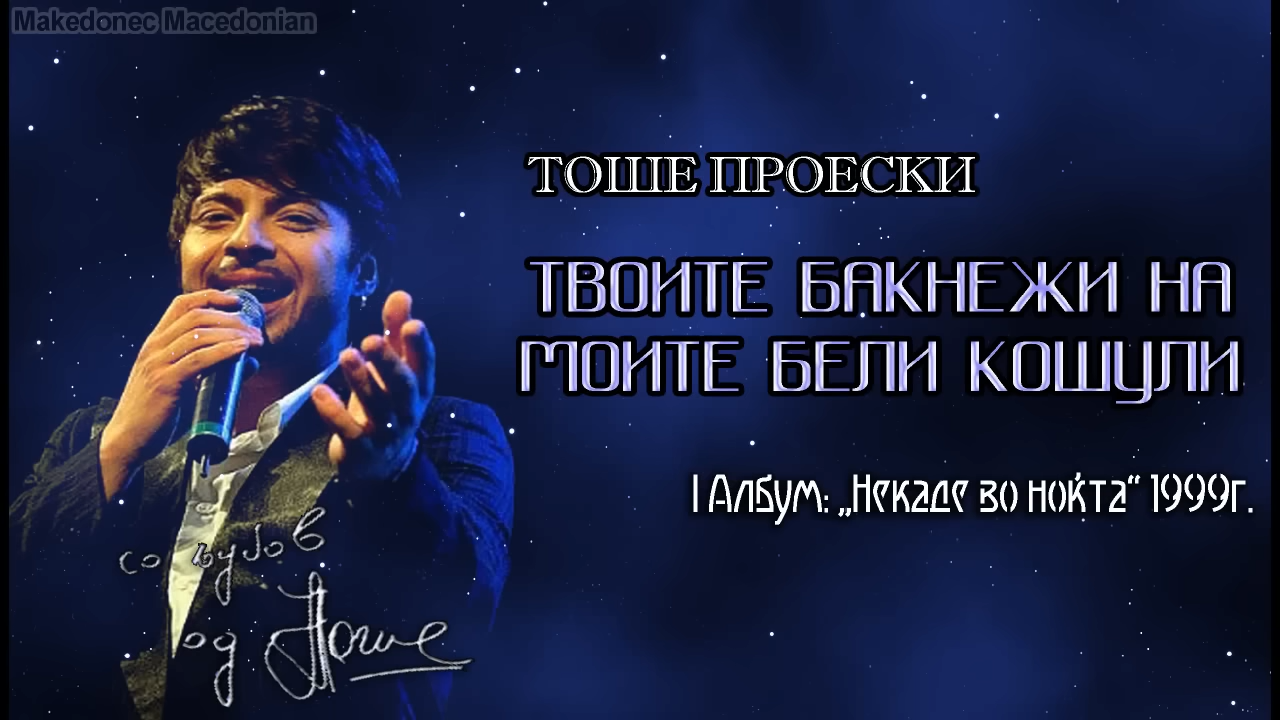 Makedonec Macedonian
ТОШЕ ПРОЕСКИ
ТВОИТЕ БАКНЕЖИ НА
МОИТЕ БЕЛИ КОШУЛИ
I Албум: „Некаде во ноќта“ 1999г.
со љубов
од Тоше